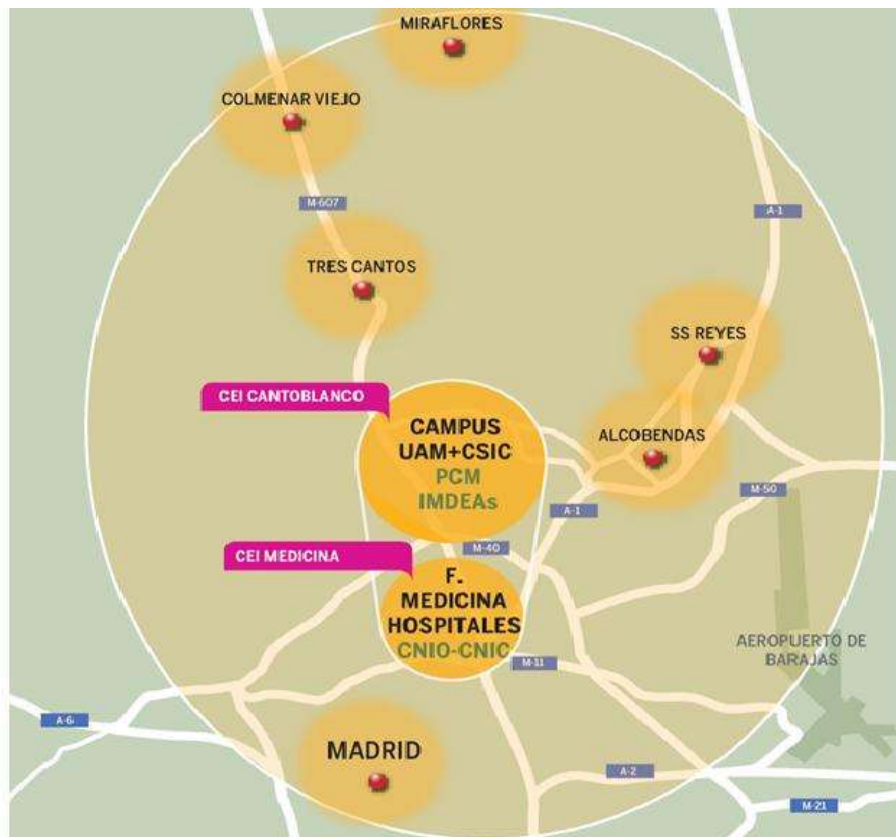 MIRAFLORES
COLMENAR VIEJO
M-607
A-1
TRES CANTOS
SS REYES
CEI CANTOBLANCO
CAMPUS
UAM+CSIC
PCM
IMDEAs
ALCOBENDAS
M-50
A-1
M-40
CEI MEDICINA
F.
MEDICINA
HOSPITALES
CNIO-CNIC
AEROPUERTO DE
BARAJAS
M-11
A-6
MADRID
A-2
M-21